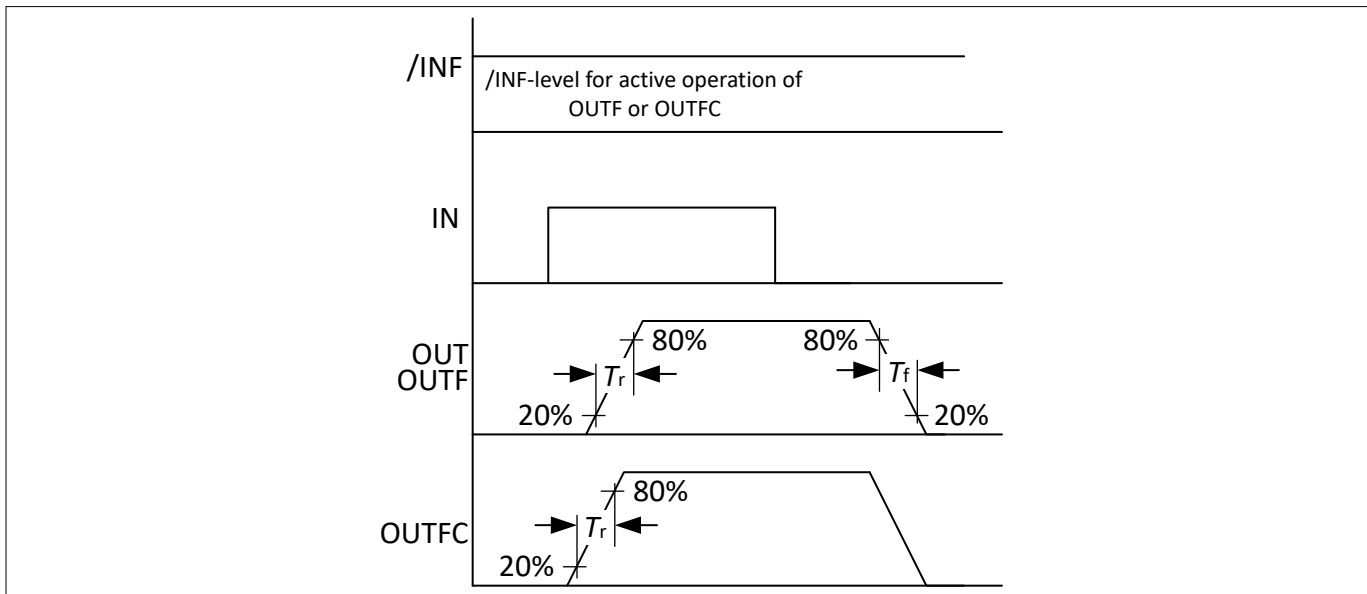 /INF
/INF-level for active operation of
OUTF or OUTFC
IN
OUT
OUTF
80%
80%
Tr
Tf
20%
20%
OUTFC
80%
Tr
20%